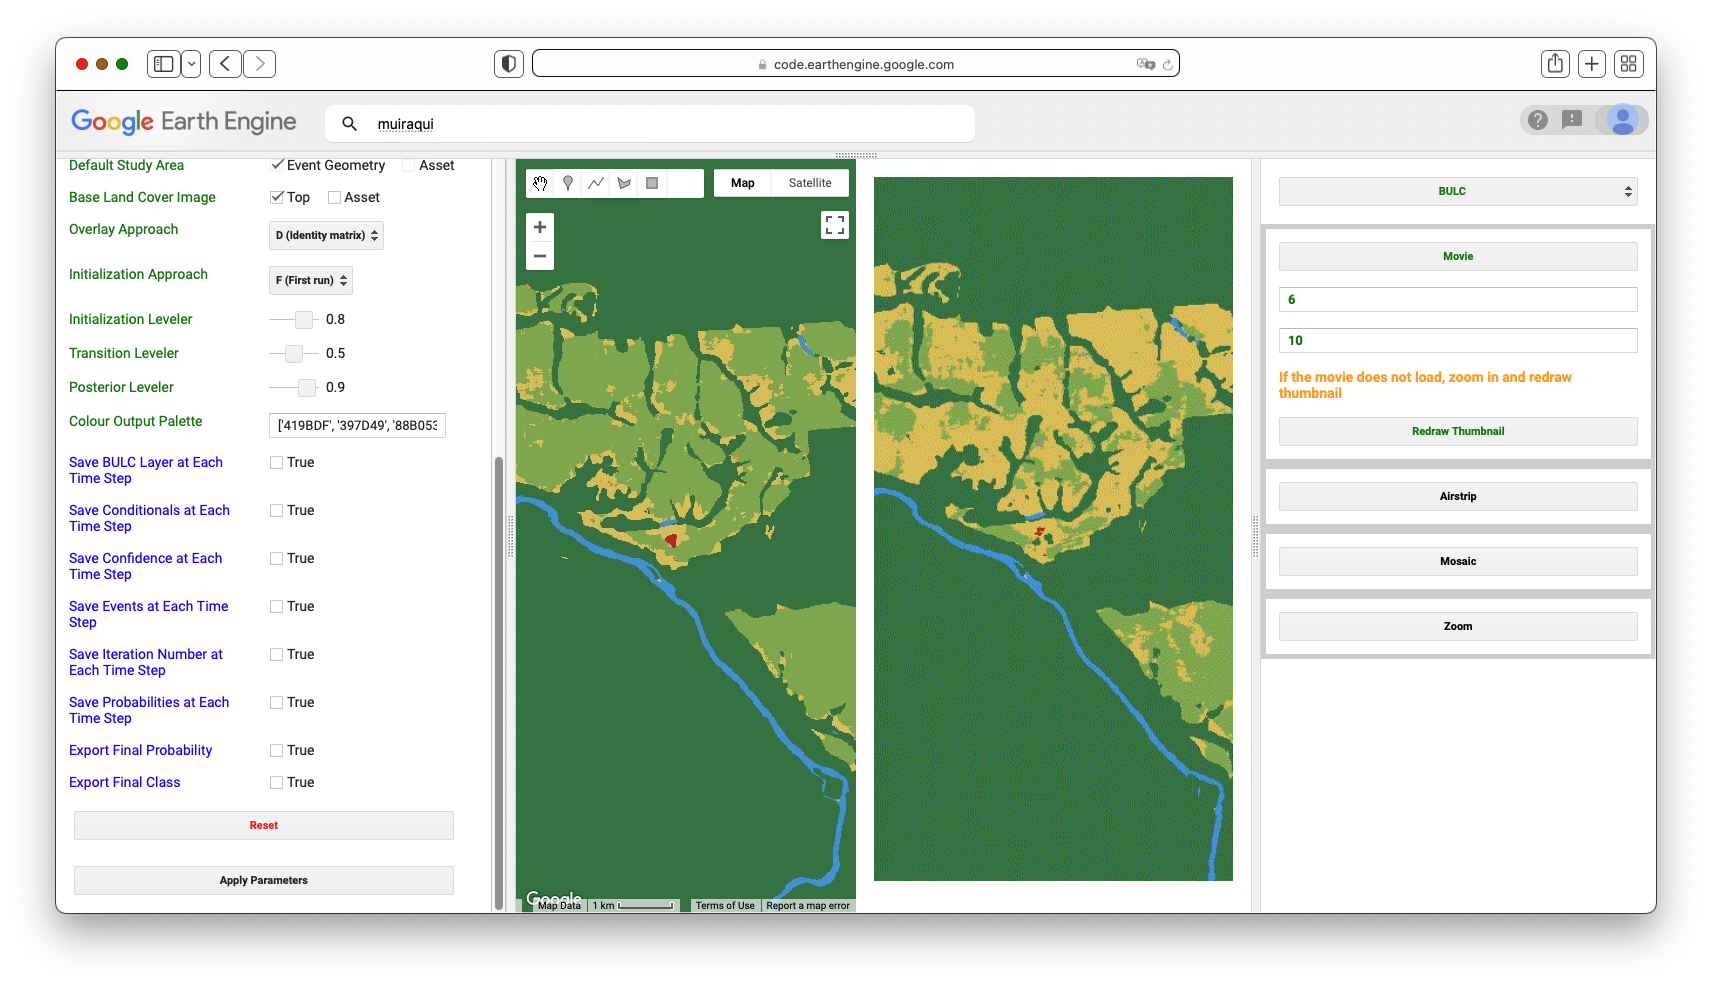 code.earthengine.google.com
Google Earth Engine
muiraqui
Default Study Area
Event Geometry
Asset
Base Land Cover Image
Top
Asset
Overlay Approach
D (Identity matrix)
Initialization Approach
F (First run)
Initialization Leveler
0.8
Transition Leveler
0.5
Posterior Leveler
0.9
Colour Output Palette
['419BDF', '397D49', '88B053
Save BULC Layer at Each
Time Step
True
Save Conditionals at Each
Time Step
True
Save Confidence at Each
Time Step
True
Save Events at Each Time
Step
True
Save Iteration Number at
Each Time Step
True
Save Probabilities at Each
Time Step
True
Export Final Probability
True
Export Final Class
True
Reset
Apply Parameters
Map
Satellite
+
−
Google
Map Data
1 km
Terms of Use
Report a map error
BULC
Movie
6
10
If the movie does not load, zoom in and redraw
thumbnail
Redraw Thumbnail
Airstrip
Mosaic
Zoom